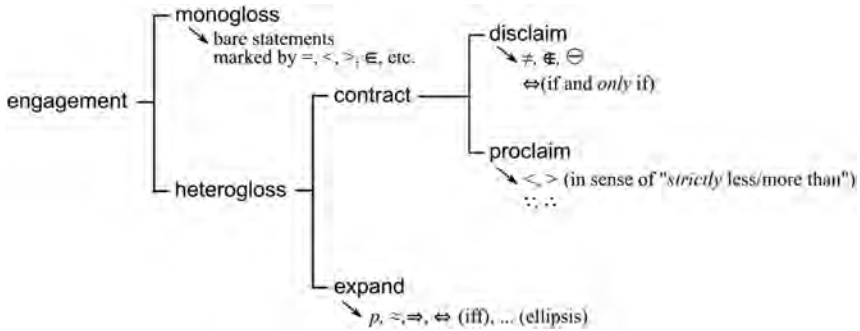 monogloss
bare statements
marked by =, <, >, ∈, etc.
engagement
heterogloss
contract
disclaim
≠, ∉, ⊖
⇔(if and only if)
proclaim
<, > (in sense of "strictly less/more than")
∵, ∴
expand
p, ≈,⇒, ⇔ (iff), ... (ellipsis)